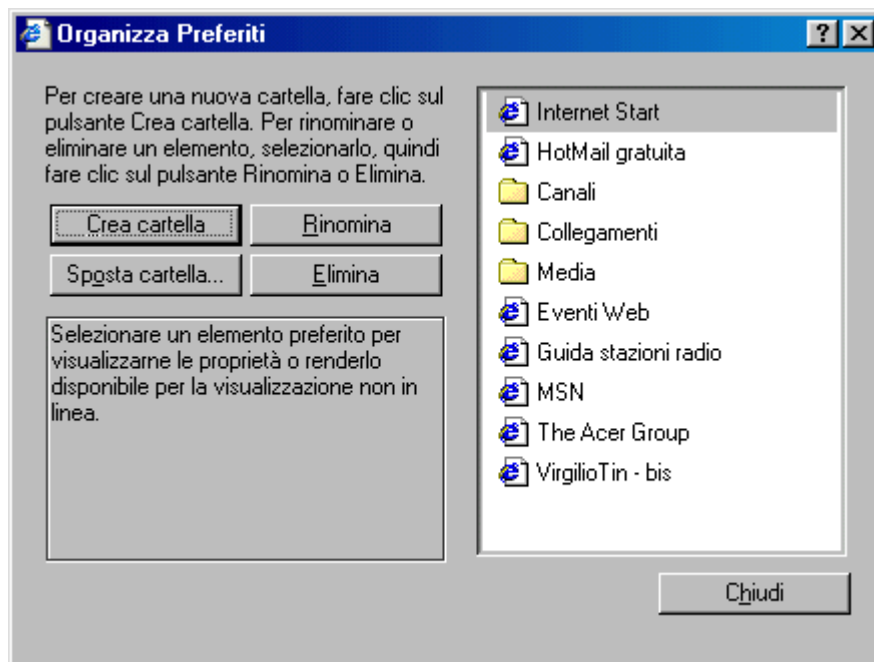 Organizza Preferiti
Per creare una nuova cartella, fare clic sul
pulsante Crea cartella. Per rinominare o
eliminare un elemento, selezionarlo, quindi
fare clic sul pulsante Rinomina o Elimina.
Crea cartella
Rinomina
Sposta cartella...
Elimina
Selezionare un elemento preferito per
visualizzarne le proprietà o renderlo
disponibile per la visualizzazione non in
linea.
Internet Start
HotMail gratuita
Canali
Collegamenti
Media
Eventi Web
Guida stazioni radio
MSN
The Acer Group
VirgilioTin - bis
Chiudi